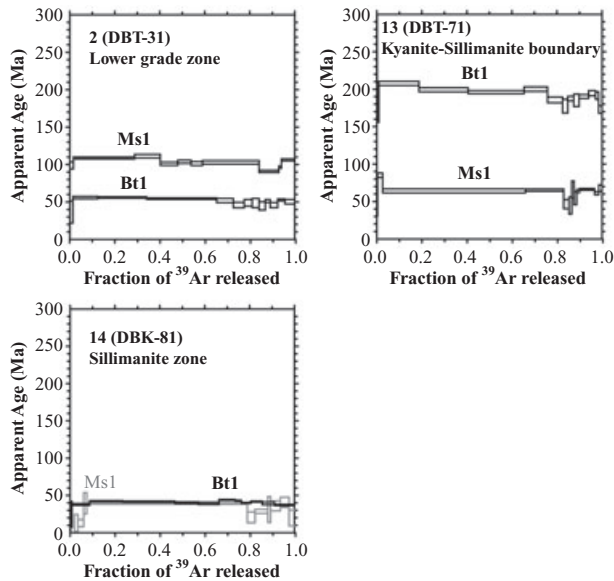 300
250
200
150
100
50
0
Apparent Age (Ma)
2 (DBT-31)
Lower grade zone
Ms1
Bt1
0.0 0.2 0.4 0.6 0.8 1.0
Fraction of ³⁹Ar released
300
250
200
150
100
50
0
Apparent Age (Ma)
13 (DBT-71)
Kyanite-Sillimanite boundary
Bt1
Ms1
0.0 0.2 0.4 0.6 0.8 1.0
Fraction of ³⁹Ar released
300
250
200
150
100
50
0
Apparent Age (Ma)
14 (DBK-81)
Sillimanite zone
Ms1 Bt1
0.0 0.2 0.4 0.6 0.8 1.0
Fraction of ³⁹Ar released